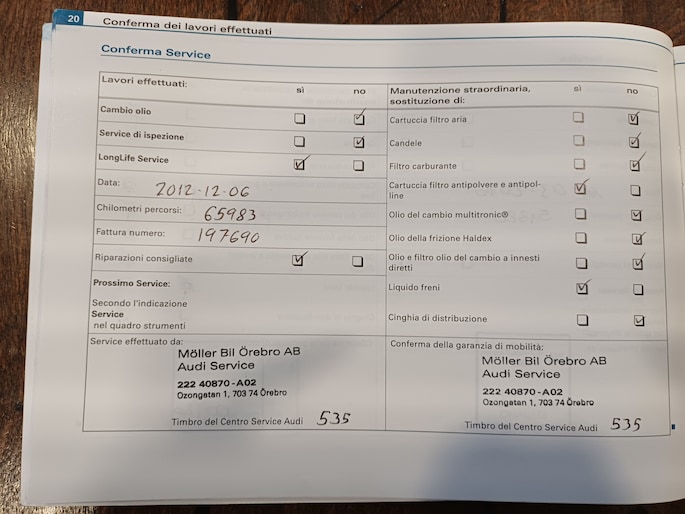 20 Conferma dei lavori effettuati
Conferma Service
Lavori effettuati:
sì no
Cambio olio
Service di ispezione
LongLife Service
Data: 2012-12-06
Chilometri percorsi: 65983
Fattura numero: 197690
Riparazioni consigliate
Prossimo Service:
Secondo l'indicazione
Service
nel quadro strumenti
Service effettuato da:
Möller Bil Örebro AB
Audi Service
222 40870-A02
Ozongatan 1, 703 74 Örebro
Timbro del Centro Service Audi 535
Manutenzione straordinaria,
sostituzione di:
sì no
Cartuccia filtro aria
Candele
Filtro carburante
Cartuccia filtro antipolvere e antipol-
line
Olio del cambio multitronic®
Olio della frizione Haldex
Olio e filtro olio del cambio a innesti
diretti
Liquido freni
Cinghia di distribuzione
Conferma della garanzia di mobilità:
Möller Bil Örebro AB
Audi Service
222 40870-A02
Ozongatan 1, 703 74 Örebro
Timbro del Centro Service Audi 535